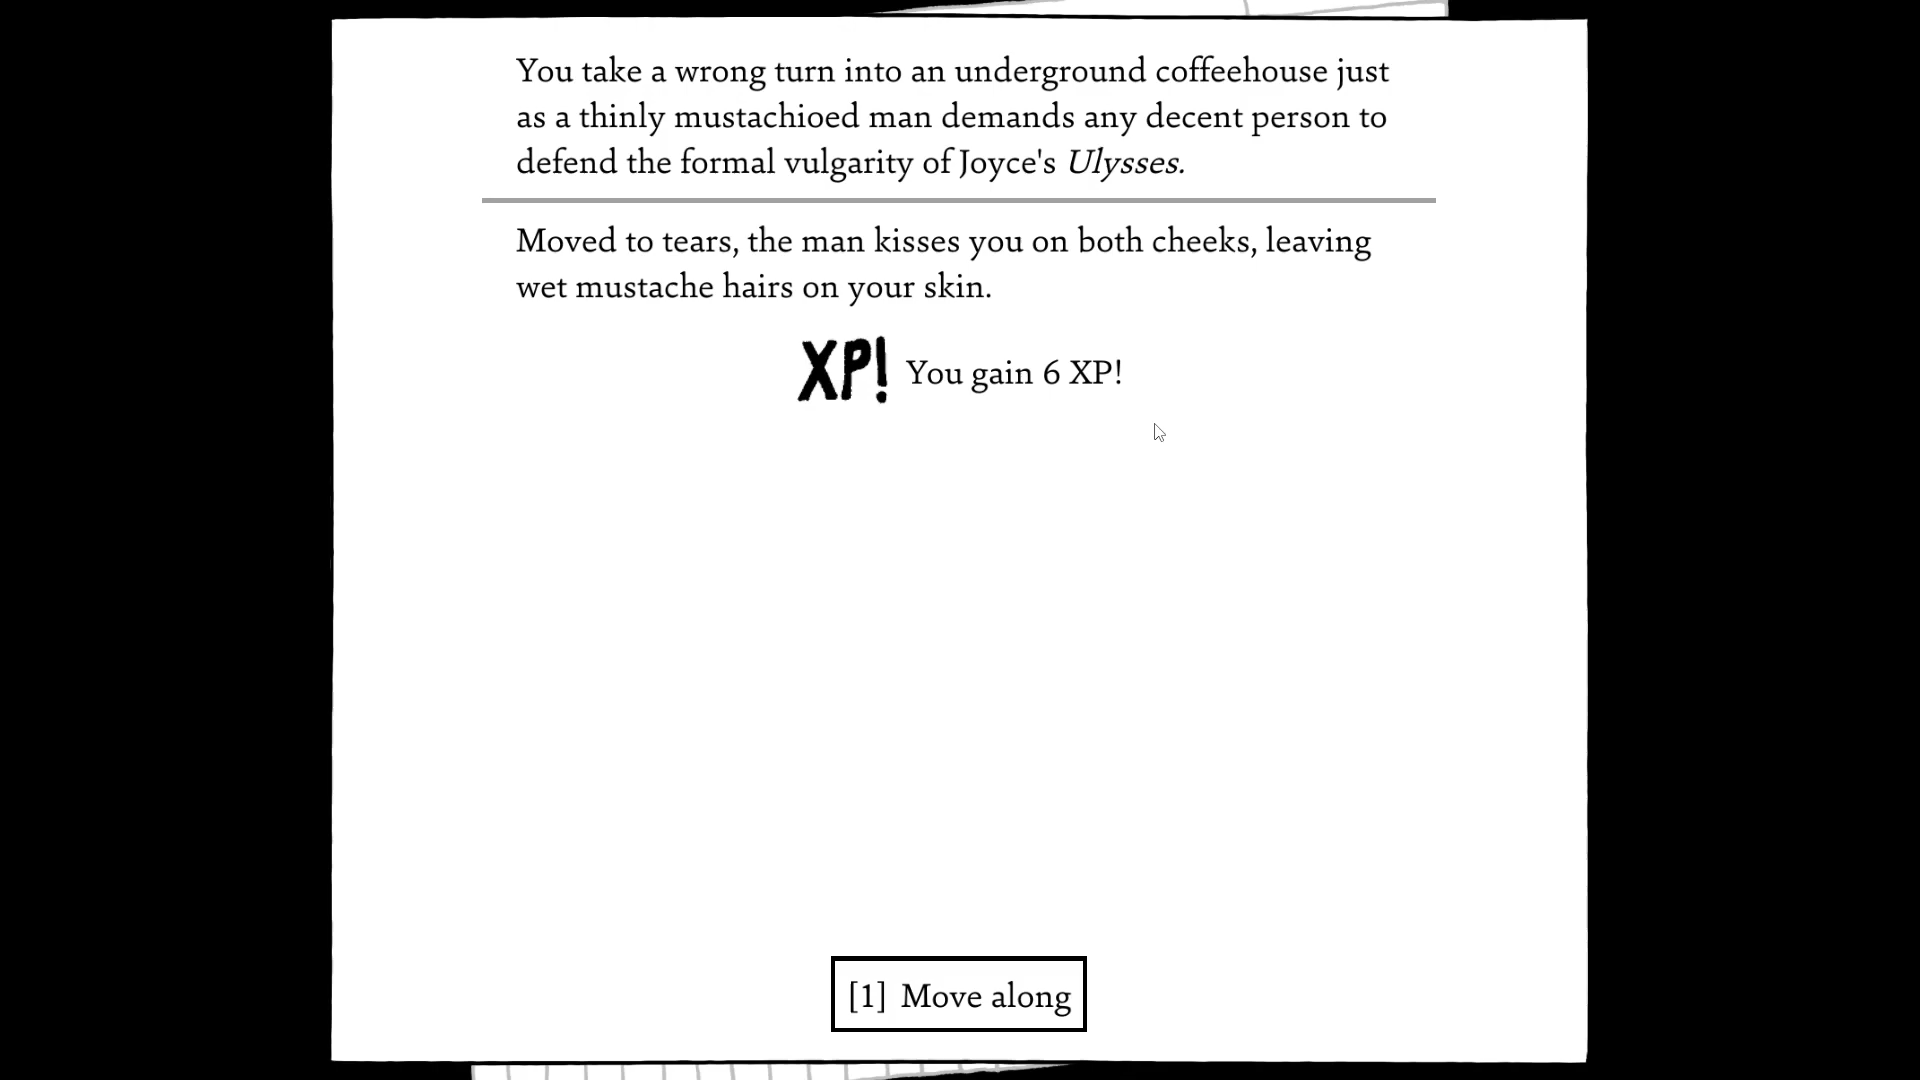 You take a wrong turn into an underground coffeehouse just
as a thinly mustachioed man demands any decent person to
defend the formal vulgarity of Joyce's Ulysses.
Moved to tears, the man kisses you on both cheeks, leaving
wet mustache hairs on your skin.
XP! You gain 6 XP!
[1] Move along